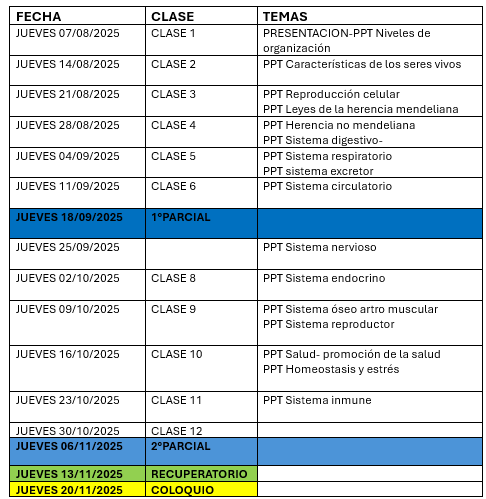 FECHA CLASE TEMAS
JUEVES 07/08/2025 CLASE 1 PRESENTACION-PPT Niveles de
organización
JUEVES 14/08/2025 CLASE 2 PPT Características de los seres vivos
JUEVES 21/08/2025 CLASE 3 PPT Reproducción celular
PPT Leyes de la herencia mendeliana
JUEVES 28/08/2025 CLASE 4 PPT Herencia no mendeliana
PPT Sistema digestivo-
JUEVES 04/09/2025 CLASE 5 PPT Sistema respiratorio
PPT sistema excretor
JUEVES 11/09/2025 CLASE 6 PPT Sistema circulatorio
JUEVES 18/09/2025 1ºPARCIAL
JUEVES 25/09/2025 PPT Sistema nervioso
JUEVES 02/10/2025 CLASE 8 PPT Sistema endocrino
JUEVES 09/10/2025 CLASE 9 PPT Sistema óseo artro muscular
PPT Sistema reproductor
JUEVES 16/10/2025 CLASE 10 PPT Salud- promoción de la salud
PPT Homeostasis y estrés
JUEVES 23/10/2025 CLASE 11 PPT Sistema inmune
JUEVES 30/10/2025 CLASE 12
JUEVES 06/11/2025 2ºPARCIAL
JUEVES 13/11/2025 RECUPERATORIO
JUEVES 20/11/2025 COLOQUIO